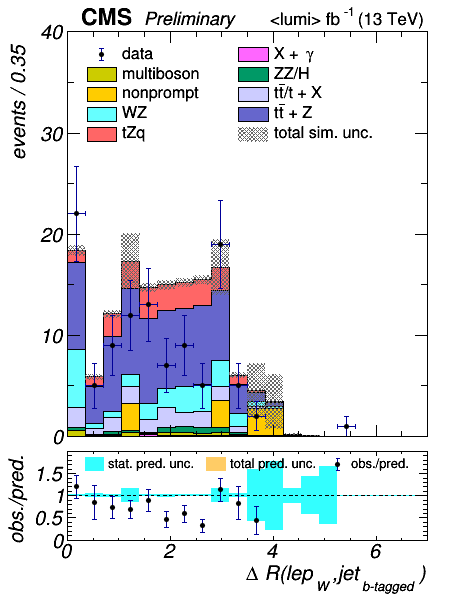 CMS Preliminary <lumi> fb⁻¹ (13 TeV)
events / 0.35
40
30
20
10
0
data
multiboson
nonprompt
WZ
tZq
X + γ
ZZ/H
tt̄/t + X
tt̄ + Z
total sim. unc.
obs./pred.
1.5
1
0.5
0
stat. pred. unc. total pred. unc. obs./pred.
0 2 4 6
Δ R(lep_W, jet_b-tagged)